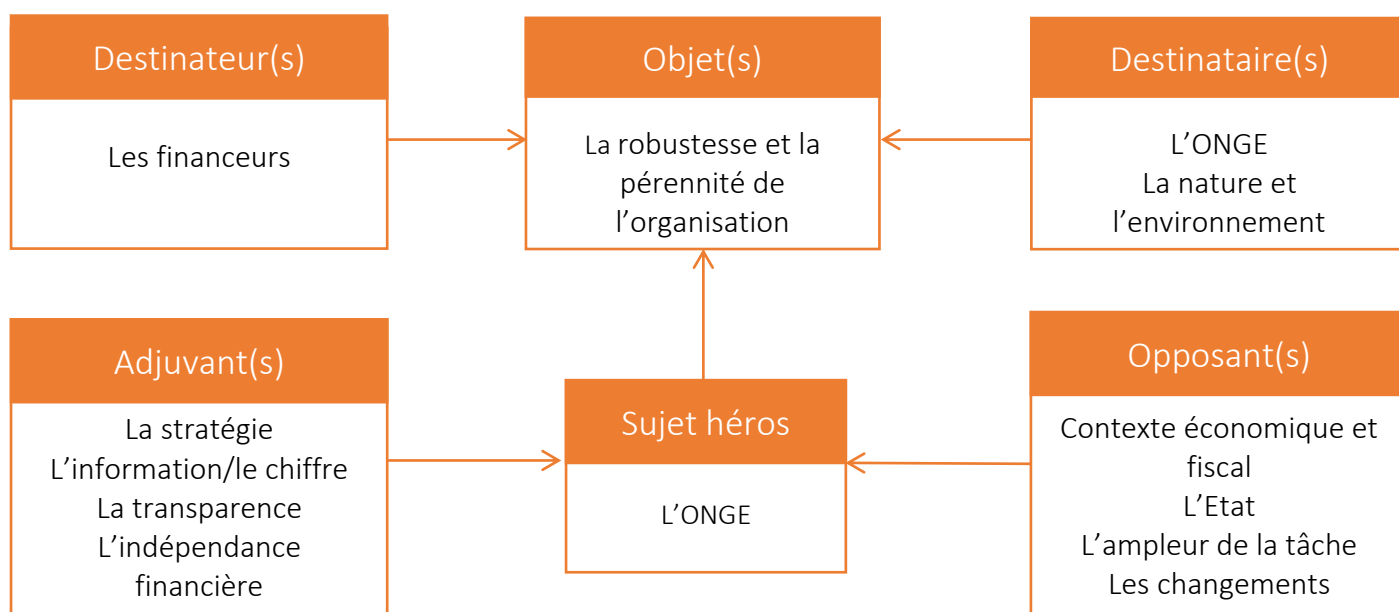 Destinateur(s)
Les financeurs
Objet(s)
La robustesse et la
pérennité de
l’organisation
Destinataire(s)
L’ONGE
La nature et
l’environnement
Adjuvant(s)
La stratégie
L’information/le chiffre
La transparence
L’indépendance
financière
Sujet héros
L’ONGE
Opposant(s)
Contexte économique et
fiscal
L’Etat
L’ampleur de la tâche
Les changements